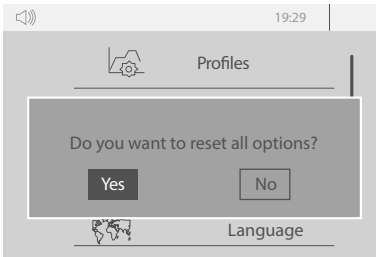 19:29
Profiles
Do you want to reset all options?
Yes
No
Language